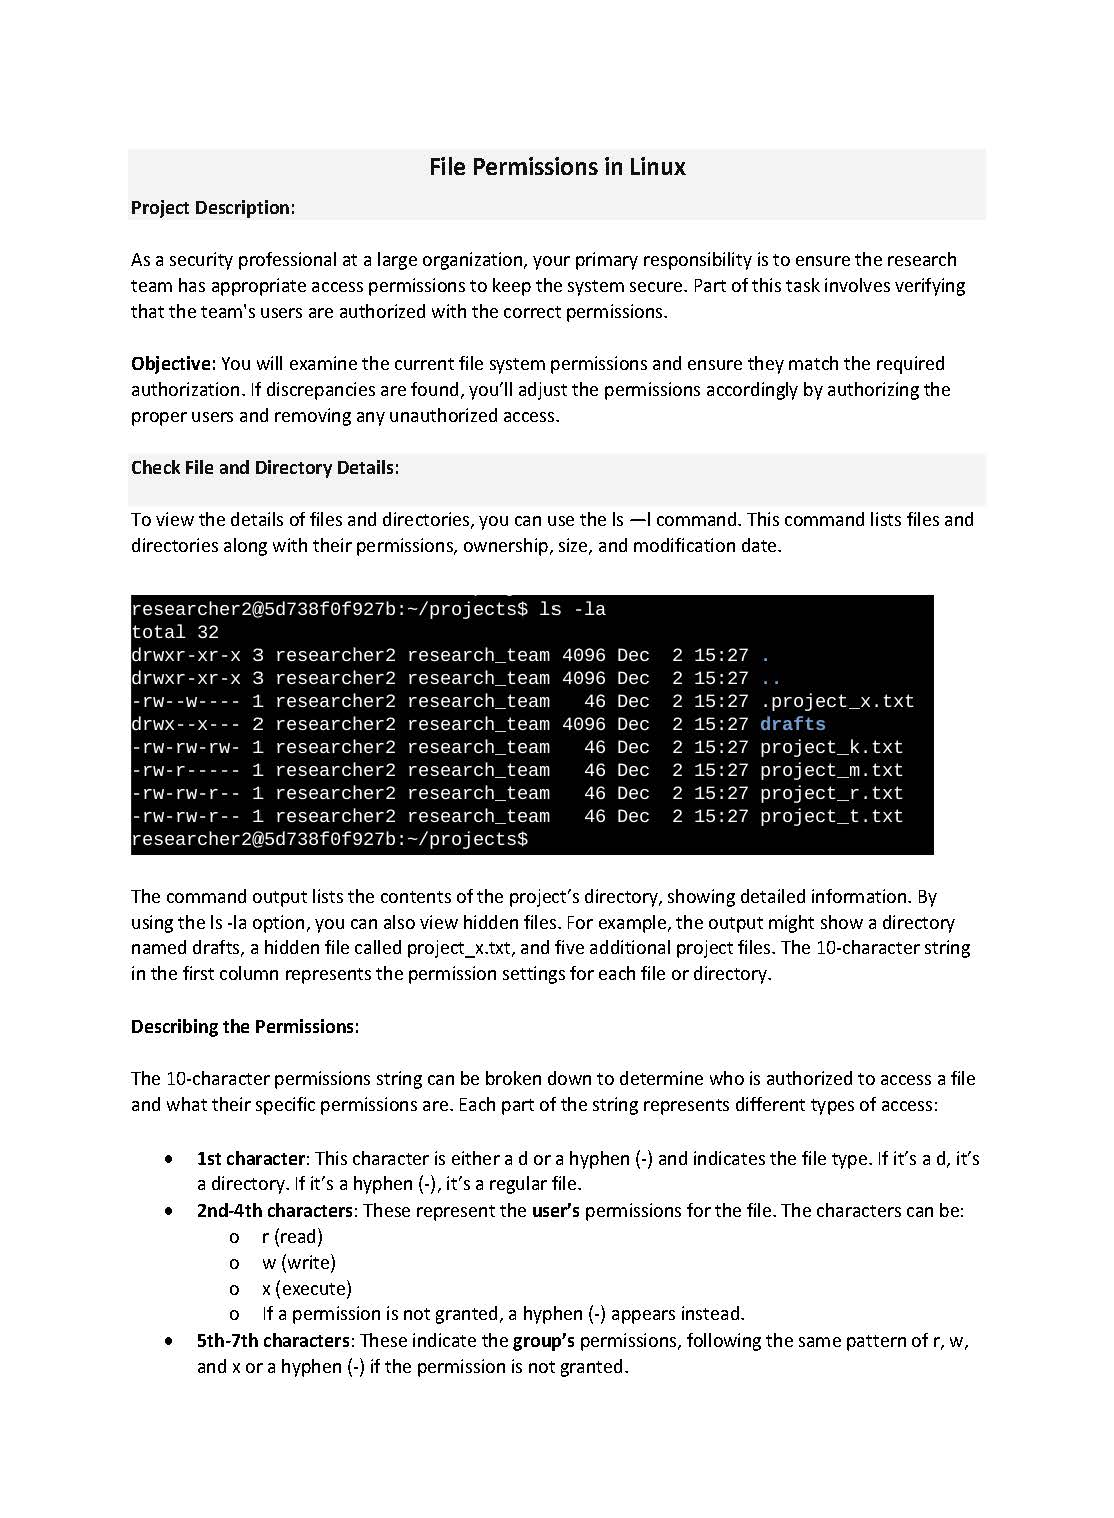 File Permissions in Linux
Project Description:
As a security professional at a large organization, your primary responsibility is to ensure the research
team has appropriate access permissions to keep the system secure. Part of this task involves verifying
that the team's users are authorized with the correct permissions.
Objective: You will examine the current file system permissions and ensure they match the required
authorization. If discrepancies are found, you’ll adjust the permissions accordingly by authorizing the
proper users and removing any unauthorized access.
Check File and Directory Details:
To view the details of files and directories, you can use the ls —l command. This command lists files and
directories along with their permissions, ownership, size, and modification date.
researcher2@5d738f0f927b:~/projects$ ls -la
total 32
drwxr-xr-x 3 researcher2 research_team 4096 Dec  2 15:27 .
drwxr-xr-x 3 researcher2 research_team 4096 Dec  2 15:27 ..
-rw--w---- 1 researcher2 research_team   46 Dec  2 15:27 .project_x.txt
drwx--x--- 2 researcher2 research_team 4096 Dec  2 15:27 drafts
-rw-rw-rw- 1 researcher2 research_team   46 Dec  2 15:27 project_k.txt
-rw-r----- 1 researcher2 research_team   46 Dec  2 15:27 project_m.txt
-rw-rw-r-- 1 researcher2 research_team   46 Dec  2 15:27 project_r.txt
-rw-rw-r-- 1 researcher2 research_team   46 Dec  2 15:27 project_t.txt
researcher2@5d738f0f927b:~/projects$
The command output lists the contents of the project’s directory, showing detailed information. By
using the ls -la option, you can also view hidden files. For example, the output might show a directory
named drafts, a hidden file called project_x.txt, and five additional project files. The 10-character string
in the first column represents the permission settings for each file or directory.
Describing the Permissions:
The 10-character permissions string can be broken down to determine who is authorized to access a file
and what their specific permissions are. Each part of the string represents different types of access:
• 1st character: This character is either a d or a hyphen (-) and indicates the file type. If it’s a d, it’s
a directory. If it’s a hyphen (-), it’s a regular file.
• 2nd-4th characters: These represent the user’s permissions for the file. The characters can be:
o r (read)
o w (write)
o x (execute)
o If a permission is not granted, a hyphen (-) appears instead.
• 5th-7th characters: These indicate the group’s permissions, following the same pattern of r, w,
and x or a hyphen (-) if the permission is not granted.